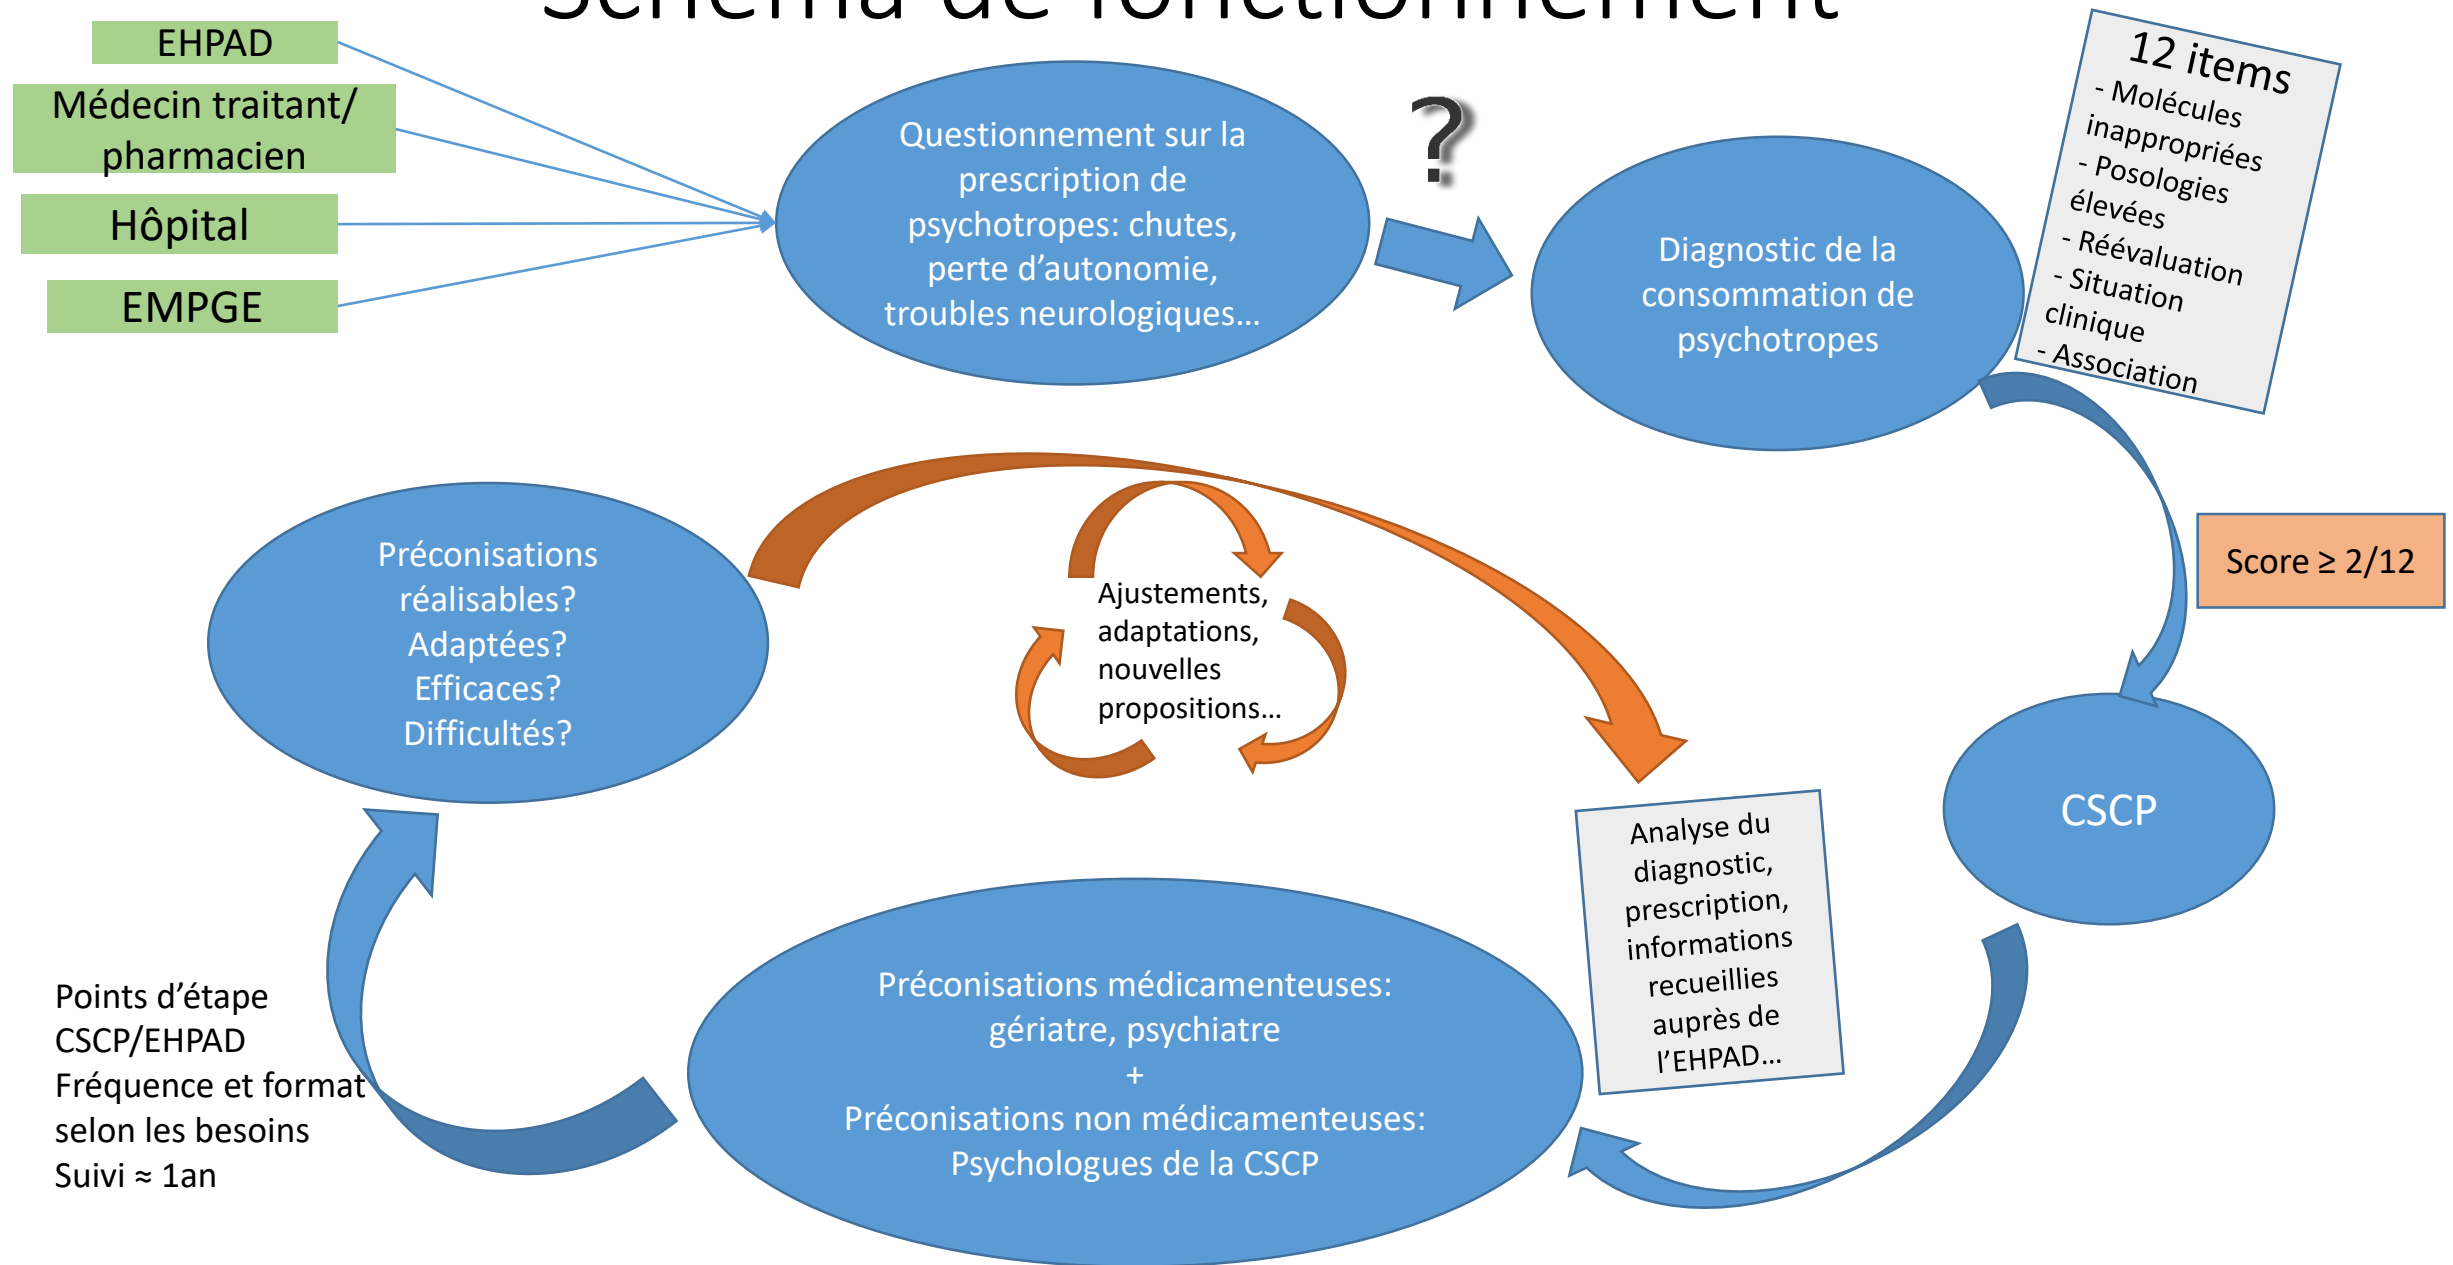 Schéma de fonctionnement
EHPAD
Médecin traitant/
pharmacien
Hôpital
EMPGE
Questionnement sur la
prescription de
psychotropes: chutes,
perte d’autonomie,
troubles neurologiques…
?
Diagnostic de la
consommation de
psychotropes
12 items
- Molécules
inappropriées
- Posologies
élevées
- Réévaluation
- Situation
clinique
- Association
Score ≥ 2/12
CSCP
Analyse du
diagnostic,
prescription,
informations
recueillies
auprès de
l’EHPAD…
Préconisations médicamenteuses:
gériatre, psychiatre
+
Préconisations non médicamenteuses:
Psychologues de la CSCP
Points d’étape
CSCP/EHPAD
Fréquence et format
selon les besoins
Suivi ≈ 1an
Préconisations
réalisables?
Adaptées?
Efficaces?
Difficultés?
Ajustements,
adaptations,
nouvelles
propositions…